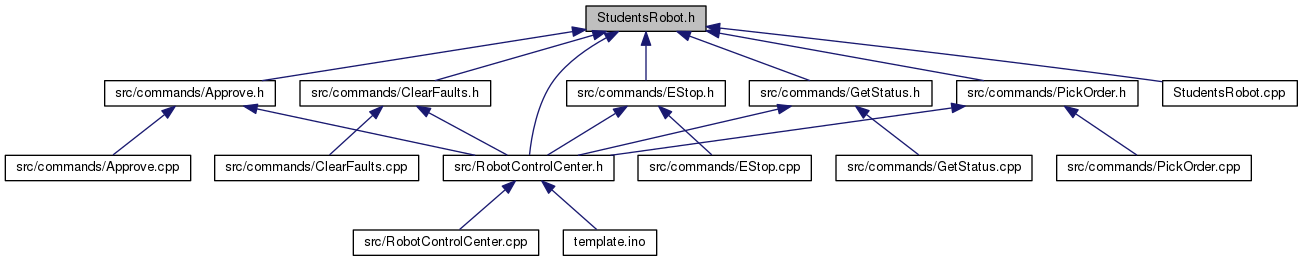 StudentsRobot.h
src/commands/Approve.h
src/commands/ClearFaults.h
src/commands/EStop.h
src/commands/GetStatus.h
src/commands/PickOrder.h
StudentsRobot.cpp
src/commands/Approve.cpp
src/commands/ClearFaults.cpp
src/RobotControlCenter.h
src/commands/EStop.cpp
src/commands/GetStatus.cpp
src/commands/PickOrder.cpp
src/RobotControlCenter.cpp
template.ino